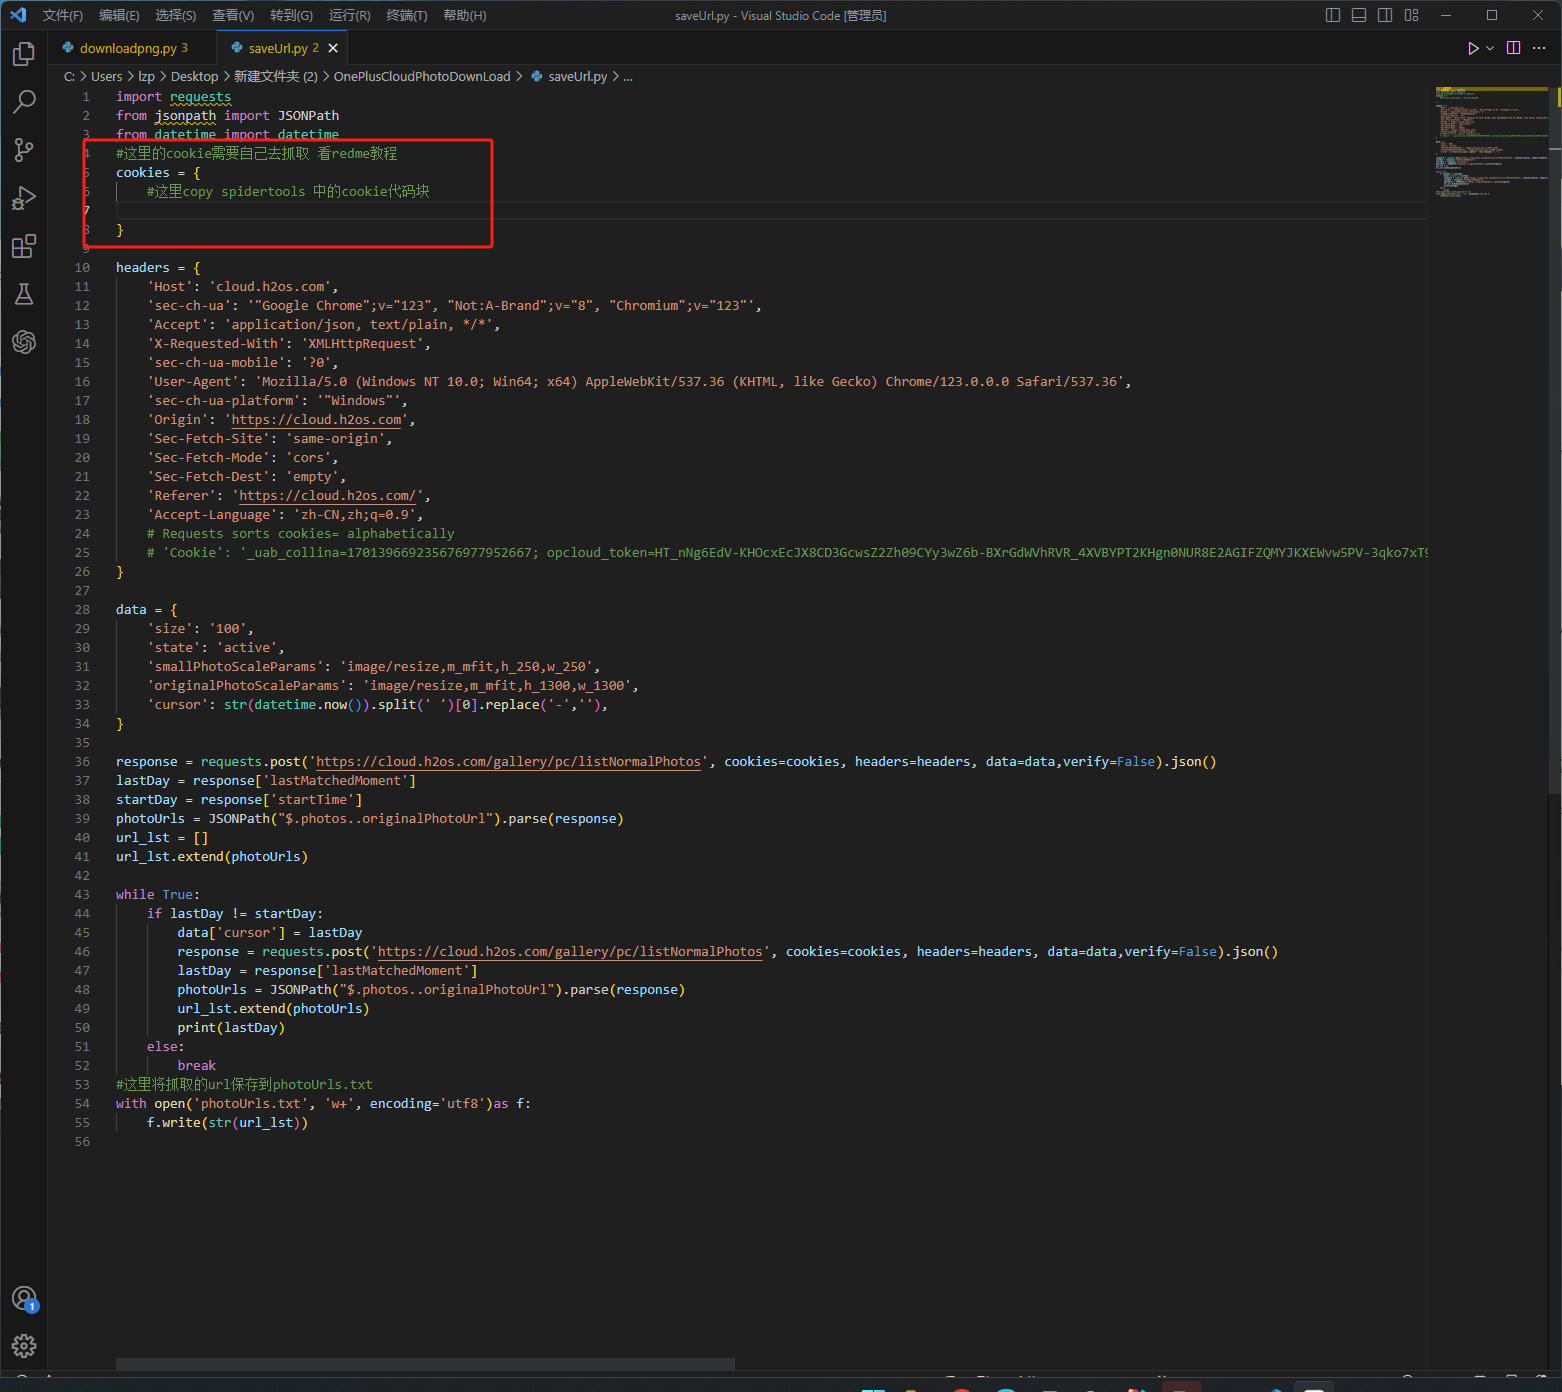 文件(F) 编辑(E) 选择(S) 查看(V) 转到(G) 运行(R) 终端(T) 帮助(H) saveUrl.py - Visual Studio Code [管理员]
downloadpng.py 3 saveUrl.py 2
C: > Users > lzp > Desktop > 新建文件夹 (2) > OnePlusCloudPhotoDownLoad > saveUrl.py > ...
1 import requests
2 from jsonpath import JSONPath
3 from datetime import datetime
4 #这里的cookie需要自己去抓取 看redme教程
5 cookies = {
6 #这里copy spidertools 中的cookie代码块
7
8 }
9
10 headers = {
11 'Host': 'cloud.h2os.com',
12 'sec-ch-ua': '"Google Chrome";v="123", "Not:A-Brand";v="8", "Chromium";v="123"',
13 'Accept': 'application/json, text/plain, */*',
14 'X-Requested-With': 'XMLHttpRequest',
15 'sec-ch-ua-mobile': '?0',
16 'User-Agent': 'Mozilla/5.0 (Windows NT 10.0; Win64; x64) AppleWebKit/537.36 (KHTML, like Gecko) Chrome/123.0.0.0 Safari/537.36',
17 'sec-ch-ua-platform': '"Windows"',
18 'Origin': 'https://cloud.h2os.com',
19 'Sec-Fetch-Site': 'same-origin',
20 'Sec-Fetch-Mode': 'cors',
21 'Sec-Fetch-Dest': 'empty',
22 'Referer': 'https://cloud.h2os.com/',
23 'Accept-Language': 'zh-CN,zh;q=0.9',
24 # Requests sorts cookies= alphabetically
25 # 'Cookie': '_uab_collina=170139669235676977952667; opcloud_token=HT_nNg6EdV-KHOcxEcJX8CD3GcwsZ2Zh09CYy3wZ6b-BXrGdWVhRVR_4XVBYPT2KHgn0NUR8E2AGIFZQMYJKXEWvw5PV-3qko7xT9
26 }
27
28 data = {
29 'size': '100',
30 'state': 'active',
31 'smallPhotoScaleParams': 'image/resize,m_mfit,h_250,w_250',
32 'originalPhotoScaleParams': 'image/resize,m_mfit,h_1300,w_1300',
33 'cursor': str(datetime.now()).split(' ')[0].replace('-',''),
34 }
35
36 response = requests.post('https://cloud.h2os.com/gallery/pc/listNormalPhotos', cookies=cookies, headers=headers, data=data,verify=False).json()
37 lastDay = response['lastMatchedMoment']
38 startDay = response['startTime']
39 photoUrls = JSONPath("$.photos..originalPhotoUrl").parse(response)
40 url_lst = []
41 url_lst.extend(photoUrls)
42
43 while True:
44 if lastDay != startDay:
45 data['cursor'] = lastDay
46 response = requests.post('https://cloud.h2os.com/gallery/pc/listNormalPhotos', cookies=cookies, headers=headers, data=data,verify=False).json()
47 lastDay = response['lastMatchedMoment']
48 photoUrls = JSONPath("$.photos..originalPhotoUrl").parse(response)
49 url_lst.extend(photoUrls)
50 print(lastDay)
51 else:
52 break
53 #这里将抓取的url保存到photoUrls.txt
54 with open('photoUrls.txt', 'w+', encoding='utf8')as f:
55 f.write(str(url_lst))
56
1